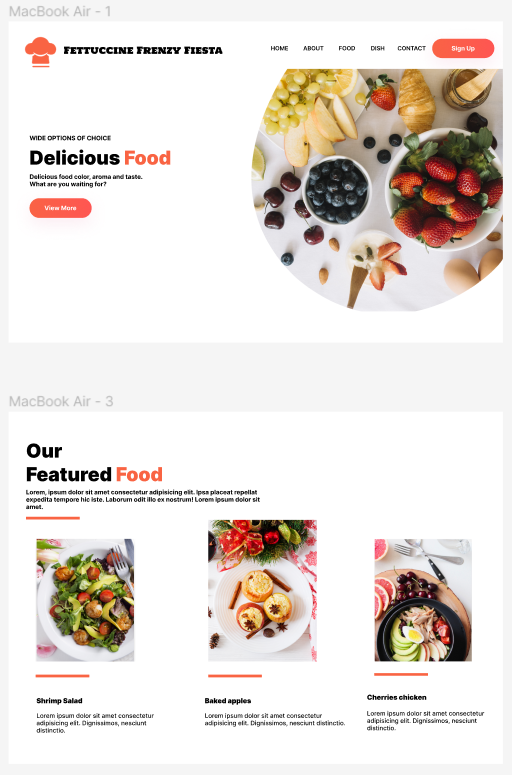 MacBook Air - 1
Fettuccine Frenzy Fiesta
HOME ABOUT FOOD DISH CONTACT Sign Up
WIDE OPTIONS OF CHOICE
Delicious Food
Delicious food color, aroma and taste.
What are you waiting for?
View More
MacBook Air - 3
Our
Featured Food
Lorem, ipsum dolor sit amet consectetur adipisicing elit. Ipsa placeat repellat
expedita tempore hic iste. Laborum odit illo ex nostrum! Lorem ipsum dolor sit
amet.
Shrimp Salad
Lorem ipsum dolor sit amet consectetur
adipisicing elit. Dignissimos, nesciunt
distinctio.
Baked apples
Lorem ipsum dolor sit amet consectetur
adipisicing elit. Dignissimos, nesciunt distinctio.
Cherries chicken
Lorem ipsum dolor sit amet consectetur
adipisicing elit. Dignissimos, nesciunt
distinctio.